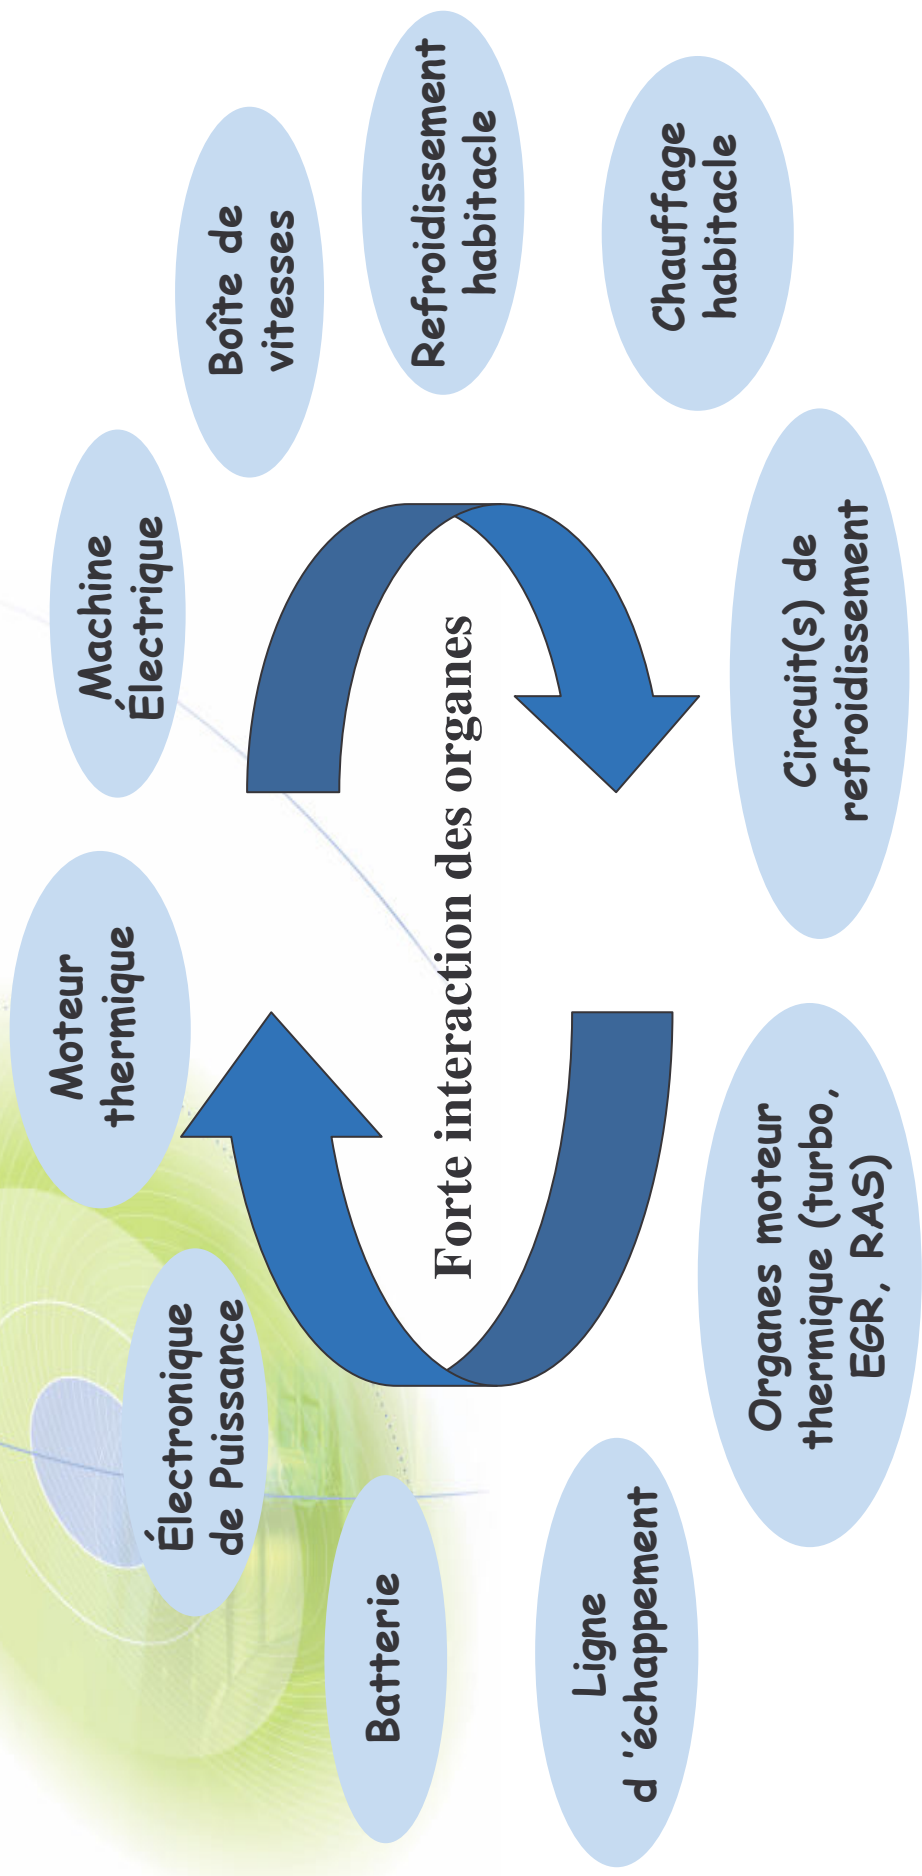 Moteur
thermique
Machine
Électrique
Boîte de
vitesses
Refroidissement
habitacle
Chauffage
habitacle
Circuit(s) de
refroidissement
Organes moteur
thermique (turbo,
EGR, RAS)
Ligne
d 'échappement
Batterie
Électronique
de Puissance
Forte interaction des organes